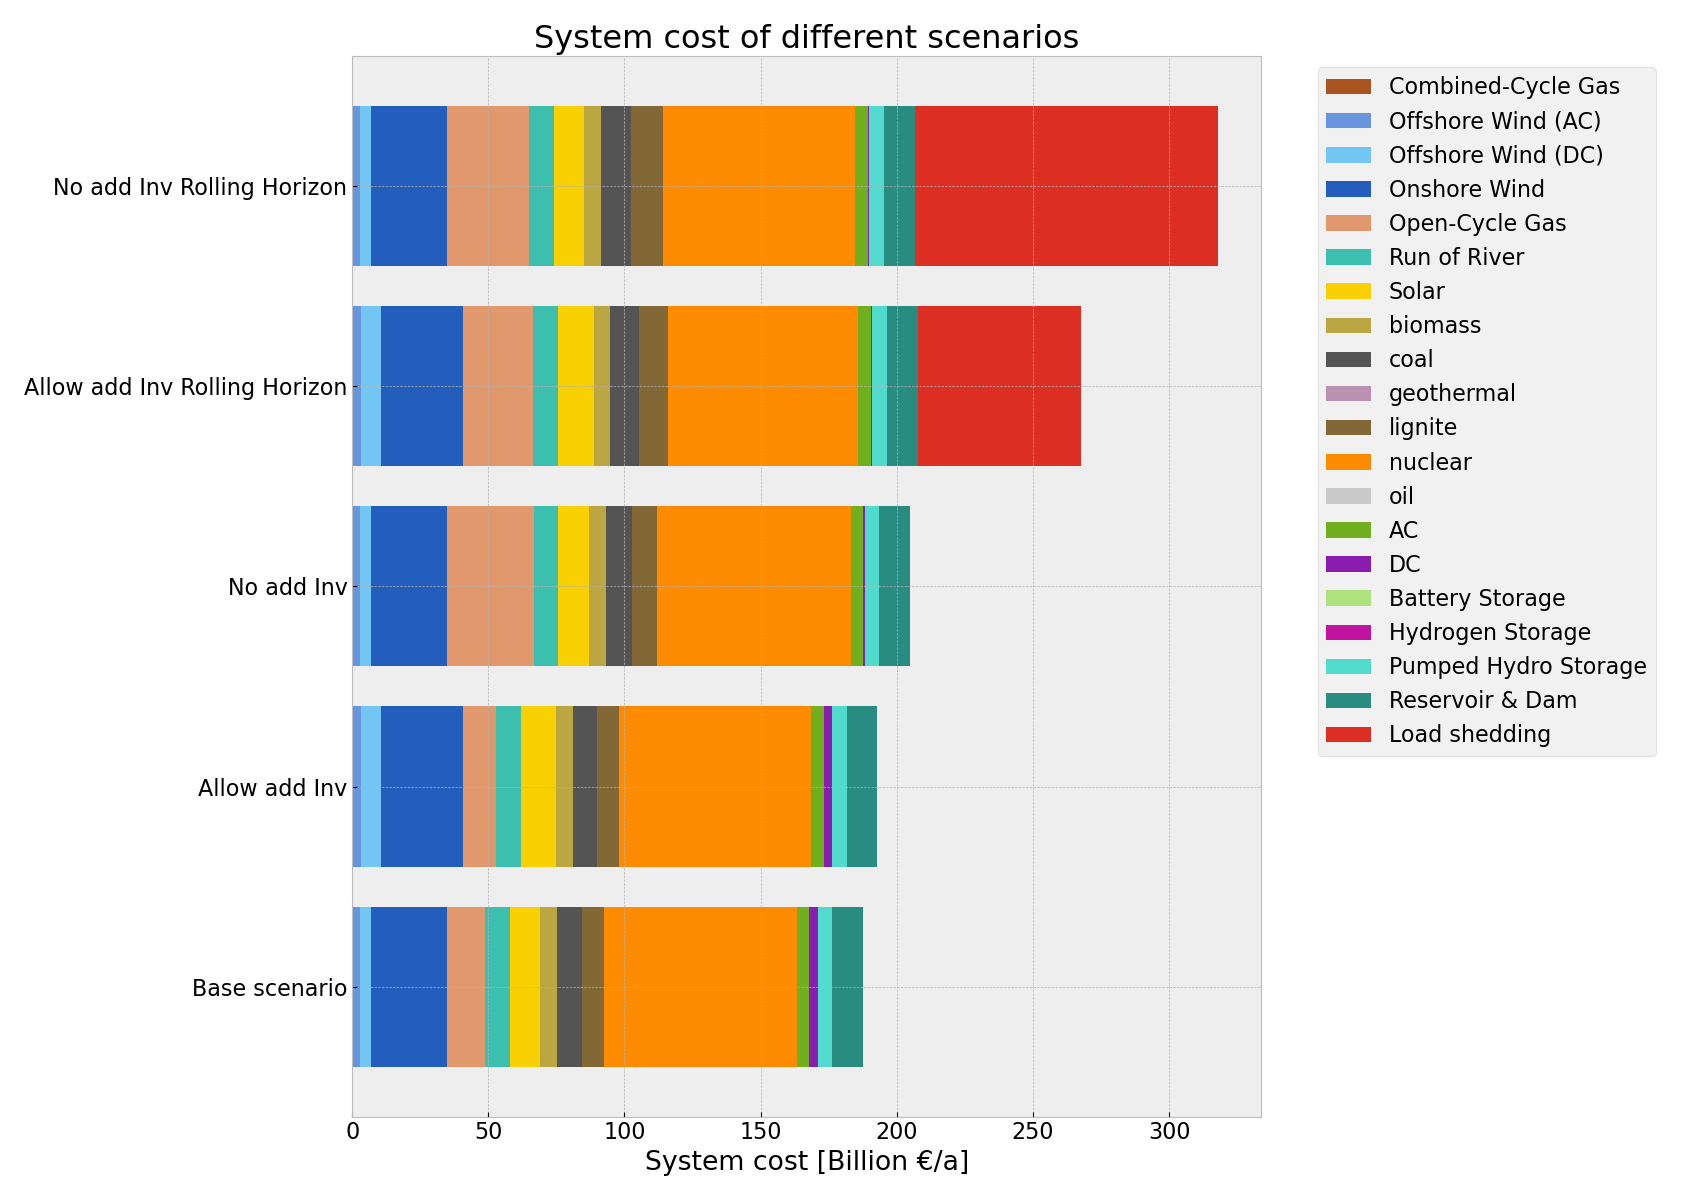 System cost of different scenarios
No add Inv Rolling Horizon
Allow add Inv Rolling Horizon
No add Inv
Allow add Inv
Base scenario
0 50 100 150 200 250 300
System cost [Billion €/a]
Combined-Cycle Gas
Offshore Wind (AC)
Offshore Wind (DC)
Onshore Wind
Open-Cycle Gas
Run of River
Solar
biomass
coal
geothermal
lignite
nuclear
oil
AC
DC
Battery Storage
Hydrogen Storage
Pumped Hydro Storage
Reservoir & Dam
Load shedding